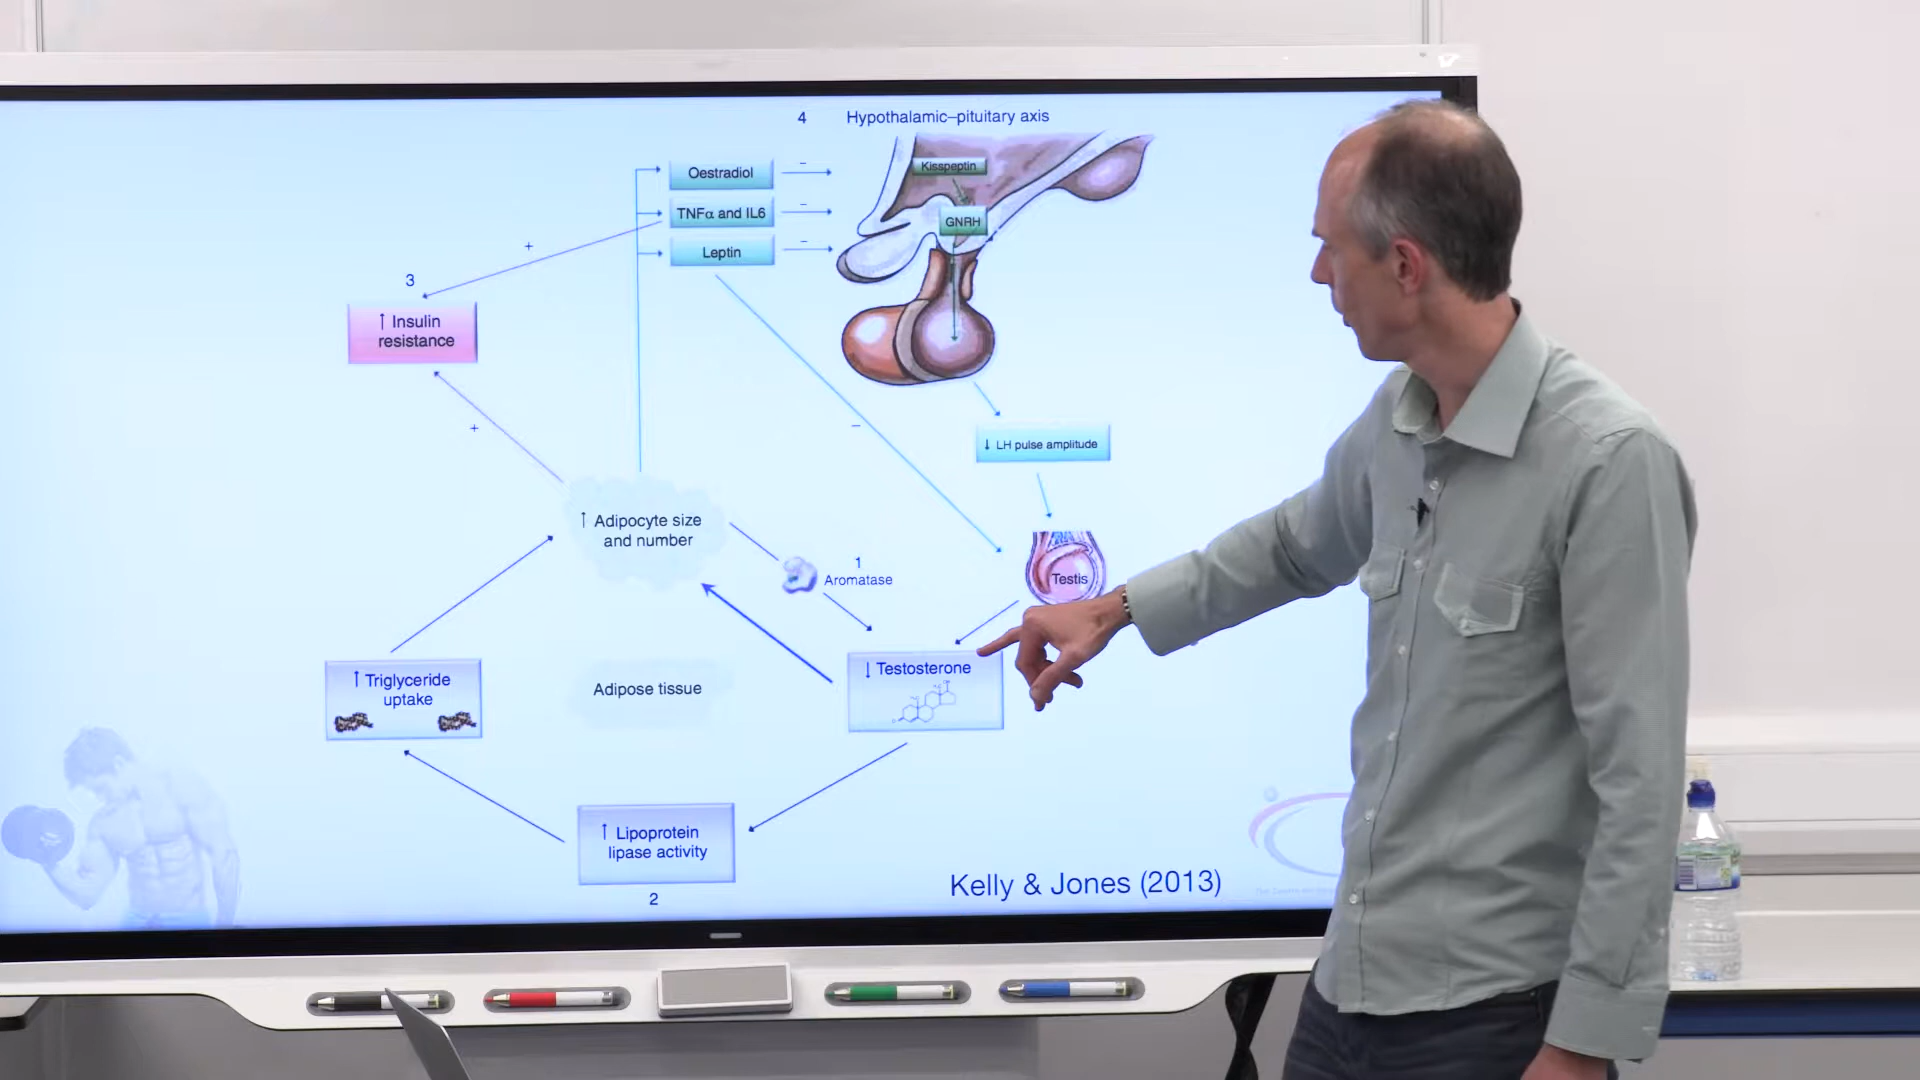 4 Hypothalamic–pituitary axis
Kisspeptin
Oestradiol
–
TNFα and IL6
–
GNRH
Leptin
–
+
3
↑ Insulin
resistance
+
–
↓ LH pulse amplitude
↑ Adipocyte size
and number
1
Aromatase
Testis
↓ Testosterone
↑ Triglyceride
uptake
Adipose tissue
↑ Lipoprotein
lipase activity
2
Kelly & Jones (2013)